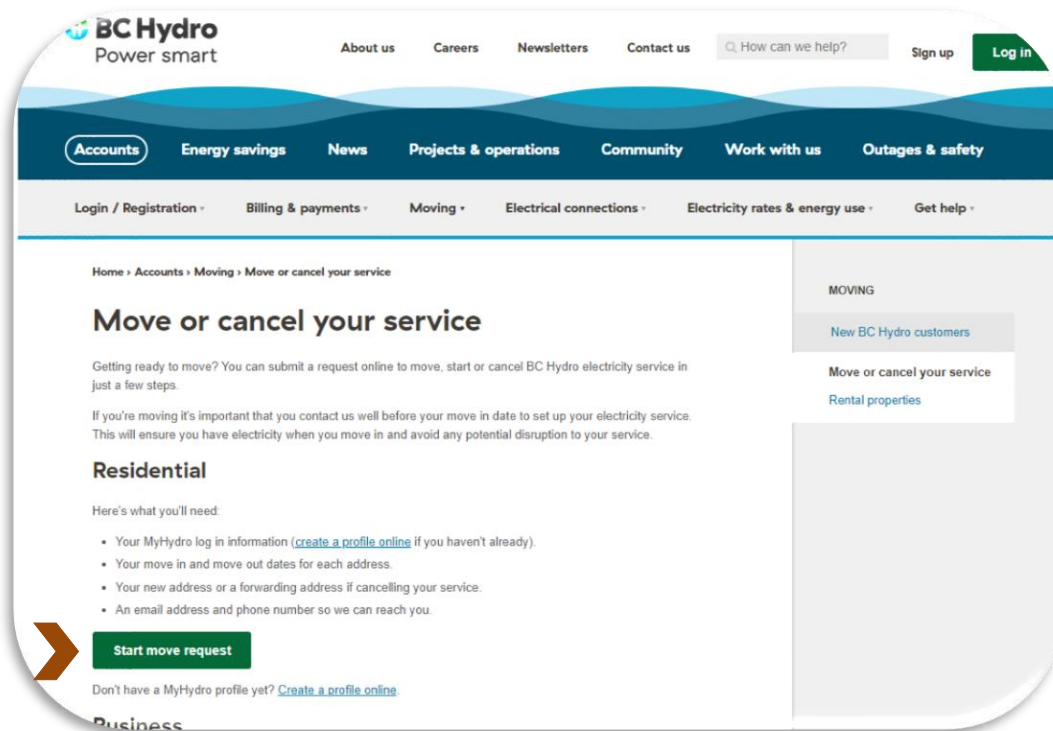 BC Hydro
Power smart
About us Careers Newsletters Contact us How can we help? Sign up Log in
Accounts Energy savings News Projects & operations Community Work with us Outages & safety
Login / Registration Billing & payments Moving Electrical connections Electricity rates & energy use Get help
Home › Accounts › Moving › Move or cancel your service
MOVING
New BC Hydro customers
Move or cancel your service
Rental properties
Move or cancel your service
Getting ready to move? You can submit a request online to move, start or cancel BC Hydro electricity service in
just a few steps.
If you're moving it's important that you contact us well before your move in date to set up your electricity service.
This will ensure you have electricity when you move in and avoid any potential disruption to your service.
Residential
Here's what you'll need:
• Your MyHydro log in information (create a profile online if you haven't already).
• Your move in and move out dates for each address.
• Your new address or a forwarding address if cancelling your service.
• An email address and phone number so we can reach you.
Start move request
Don't have a MyHydro profile yet? Create a profile online.
Business